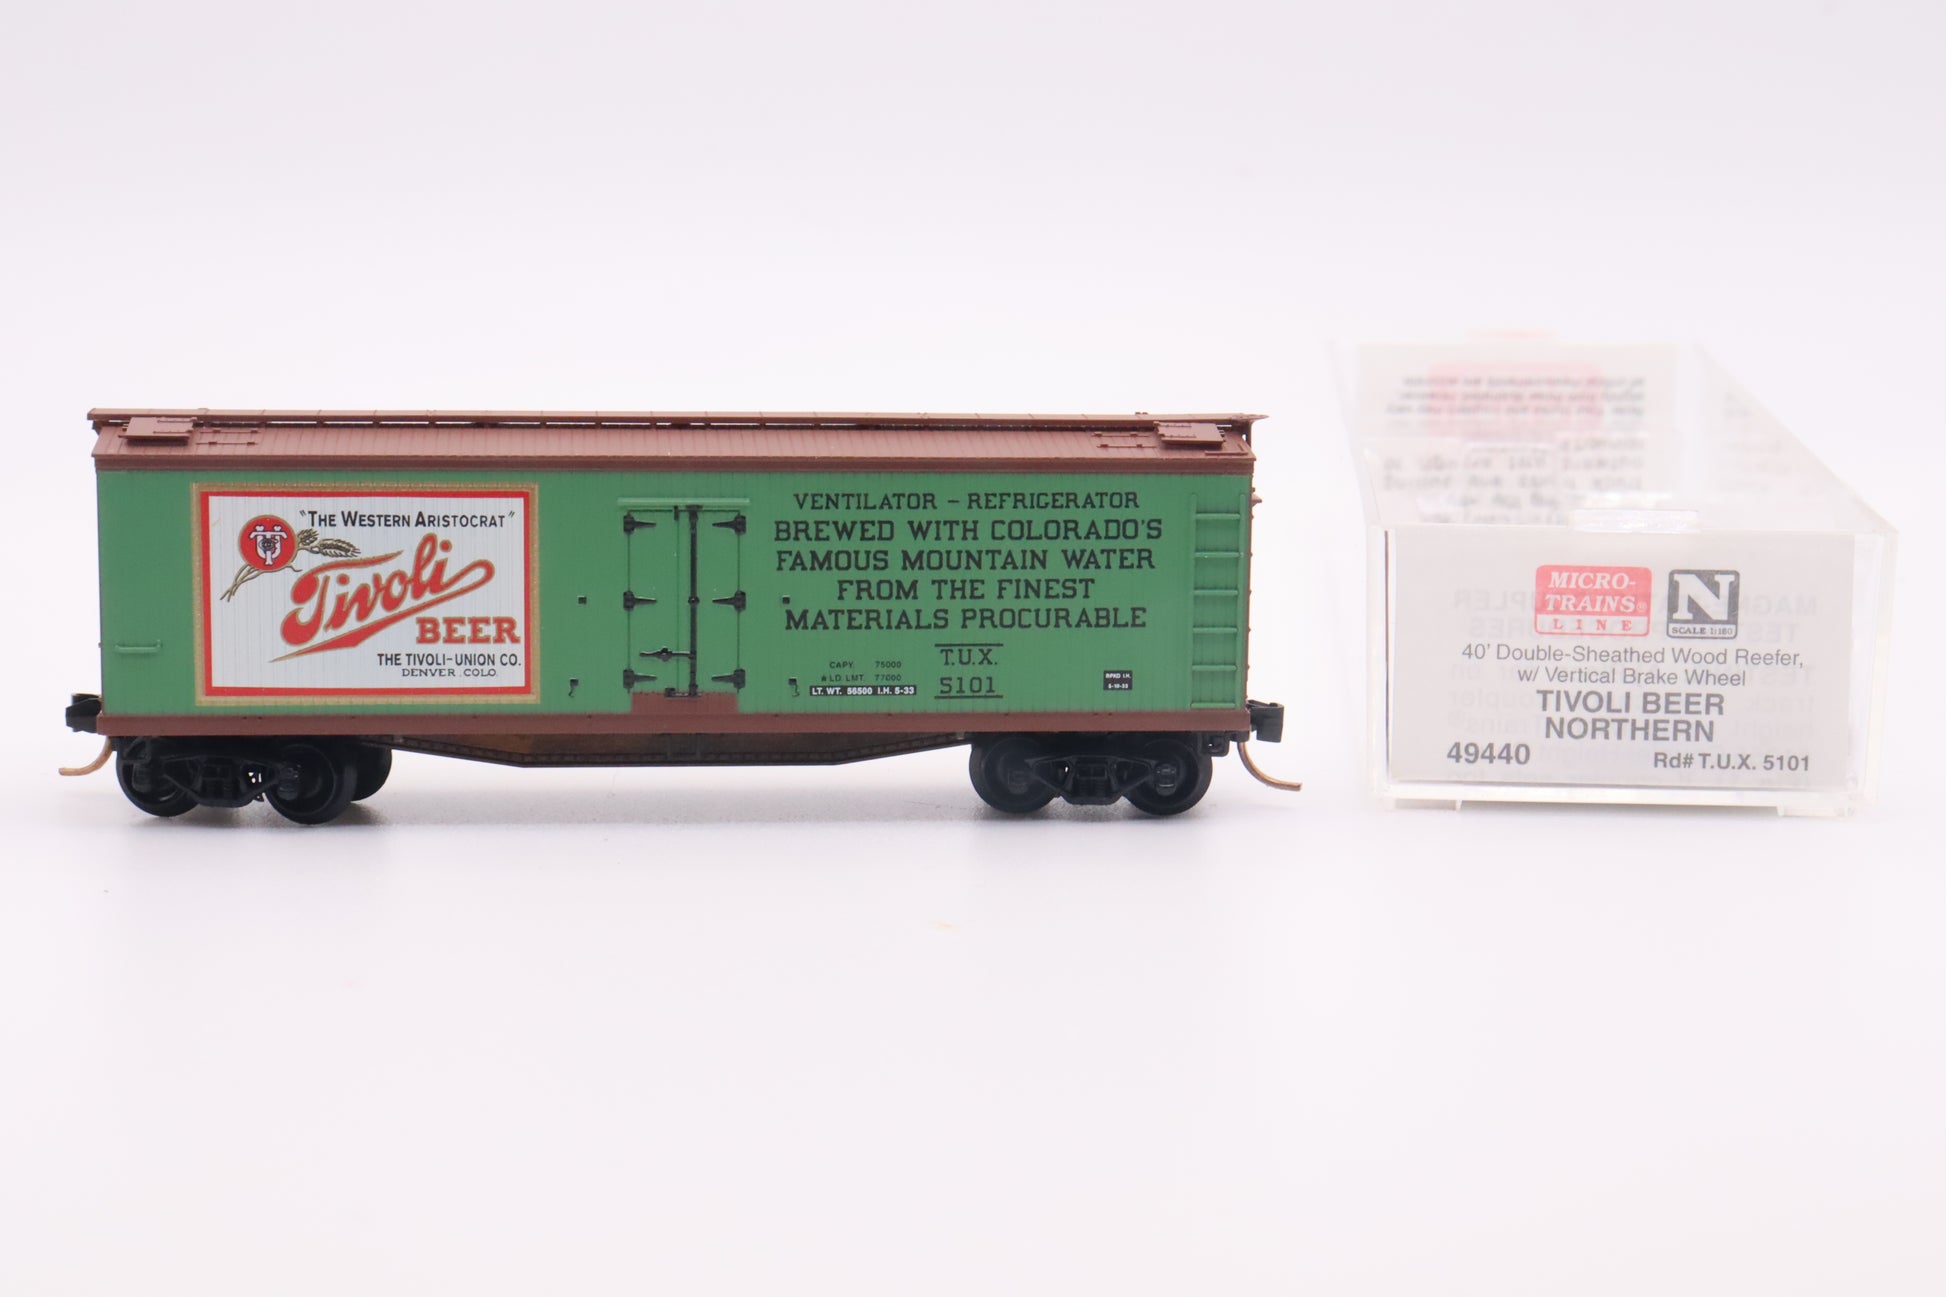 "THE WESTERN ARISTOCRAT"
Tivoli
BEER
THE TIVOLI-UNION CO.
DENVER COLO.
VENTILATOR - REFRIGERATOR
BREWED WITH COLORADO'S
FAMOUS MOUNTAIN WATER
FROM THE FINEST
MATERIALS PROCURABLE
T.U.X.
5101
CAPY. 75000
★LD. LMT. 77000
LT. WT. 56500 I.H. 5-33
RPKD I.H.
MICRO-
TRAINS®
LINE
N
SCALE 1:160
40' Double-Sheathed Wood Reefer,
w/ Vertical Brake Wheel
TIVOLI BEER
NORTHERN
49440
Rd# T.U.X. 5101